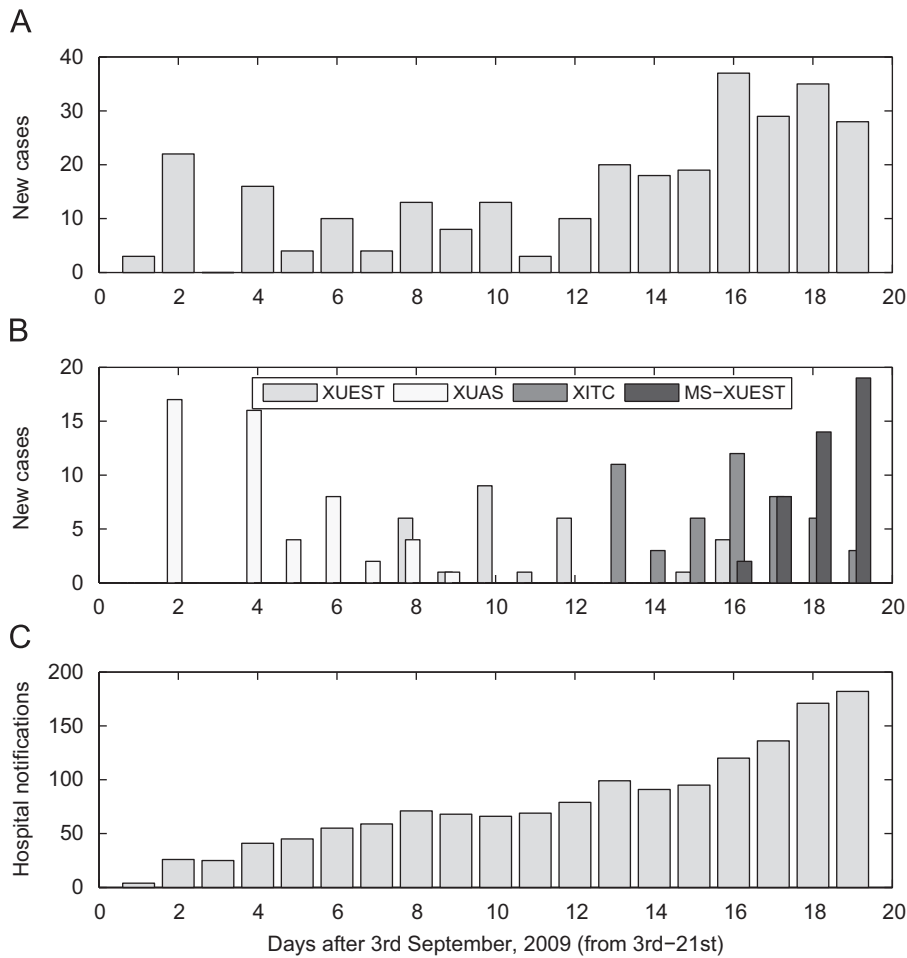 A
New cases
40
30
20
10
0
0 2 4 6 8 10 12 14 16 18 20
B
New cases
20
15
10
5
0
XUEST XUAS XITC MS−XUEST
0 2 4 6 8 10 12 14 16 18 20
C
Hospital notifications
200
150
100
50
0
0 2 4 6 8 10 12 14 16 18 20
Days after 3rd September, 2009 (from 3rd−21st)